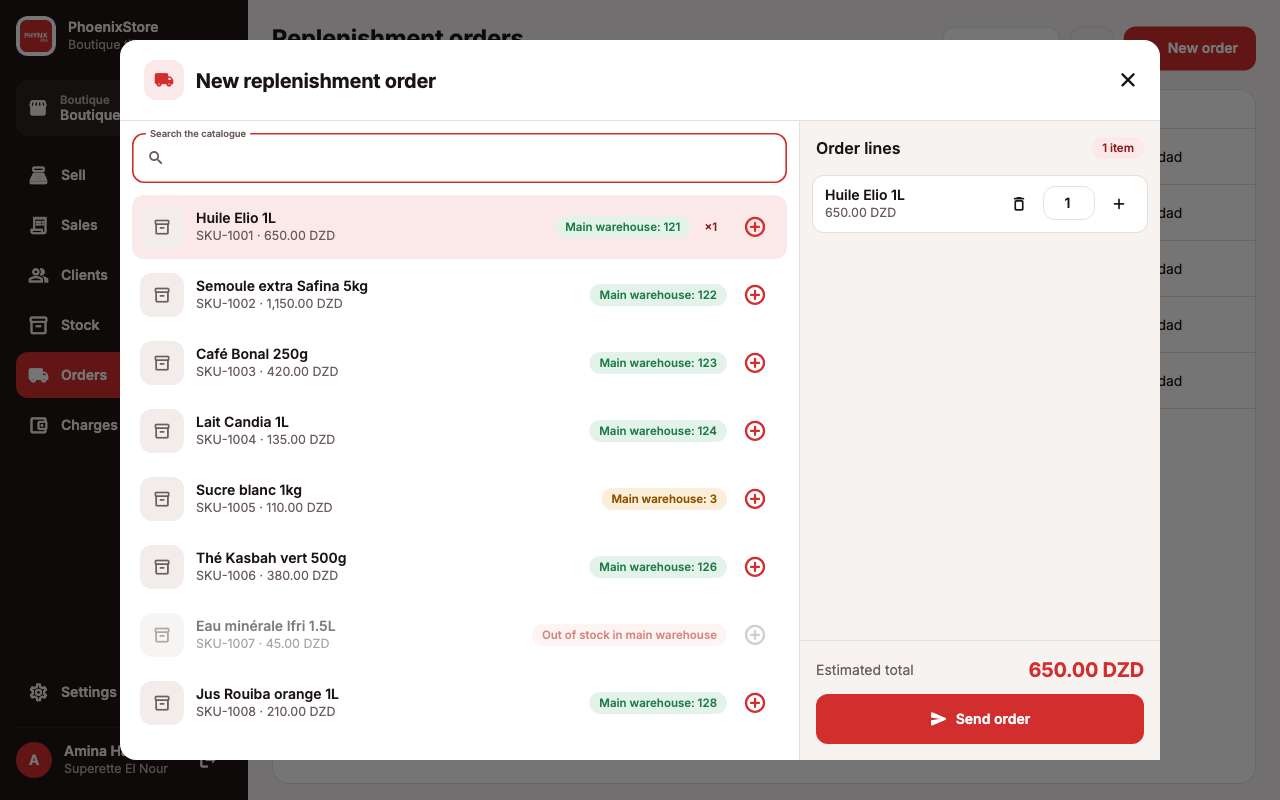 PHYNX
PhoenixStore
Boutique
Boutique
Boutique
Sell
Sales
Clients
Stock
Orders
Charges
Settings
A
Amina H
Superette El Nour
Replenishment orders
New order
dad
dad
dad
dad
dad
New replenishment order
Search the catalogue
Huile Elio 1L
SKU-1001 · 650.00 DZD
Main warehouse: 121
×1
Semoule extra Safina 5kg
SKU-1002 · 1,150.00 DZD
Main warehouse: 122
Café Bonal 250g
SKU-1003 · 420.00 DZD
Main warehouse: 123
Lait Candia 1L
SKU-1004 · 135.00 DZD
Main warehouse: 124
Sucre blanc 1kg
SKU-1005 · 110.00 DZD
Main warehouse: 3
Thé Kasbah vert 500g
SKU-1006 · 380.00 DZD
Main warehouse: 126
Eau minérale Ifri 1.5L
SKU-1007 · 45.00 DZD
Out of stock in main warehouse
Jus Rouiba orange 1L
SKU-1008 · 210.00 DZD
Main warehouse: 128
Order lines
1 item
Huile Elio 1L
650.00 DZD
1
Estimated total
650.00 DZD
Send order